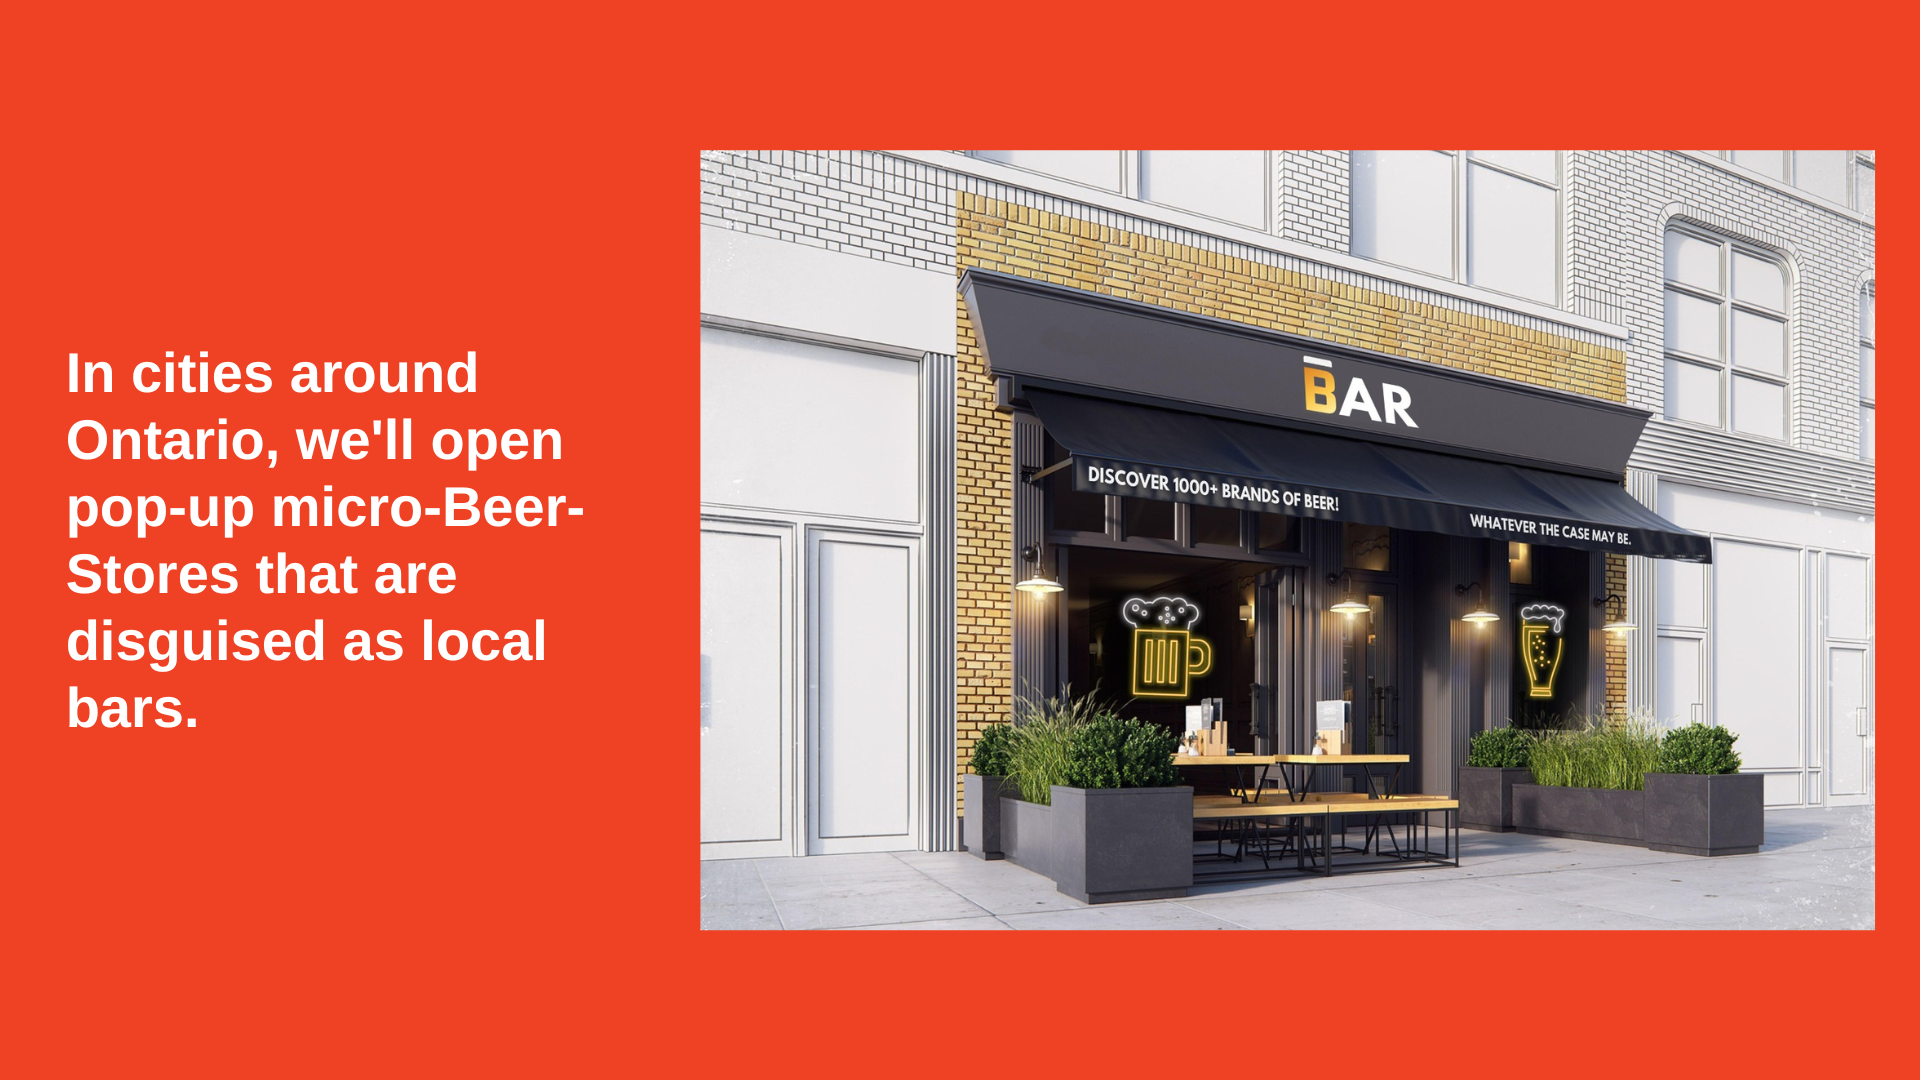 In cities around
Ontario, we'll open
pop-up micro-Beer-
Stores that are
disguised as local
bars.
B̄AR
DISCOVER 1000+ BRANDS OF BEER!
WHATEVER THE CASE MAY BE.